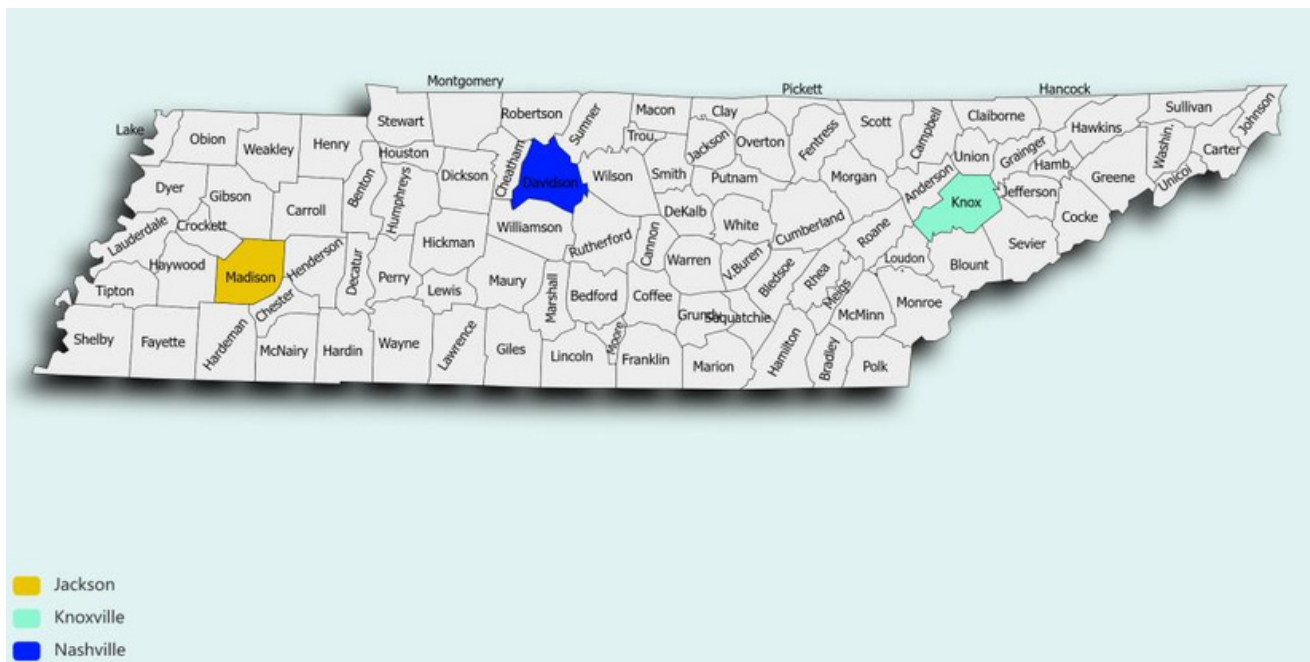 Montgomery
Pickett
Hancock
Lake
Obion
Weakley
Henry
Stewart
Houston
Robertson
Sumner
Macon
Trou.
Clay
Jackson
Overton
Fentress
Scott
Campbell
Claiborne
Union
Grainger
Hamb.
Hawkins
Sullivan
Washin.
Carter
Johnson
Unicoi
Greene
Dyer
Gibson
Carroll
Benton
Humphreys
Dickson
Cheatham
Davidson
Wilson
Smith
Putnam
Morgan
Anderson
Knox
Jefferson
Cocke
Sevier
Lauderdale
Crockett
Haywood
Madison
Henderson
Decatur
Perry
Hickman
Lewis
Williamson
Maury
Rutherford
Cannon
DeKalb
White
Warren
V.Buren
Cumberland
Bledsoe
Rhea
Meigs
Roane
Loudon
Blount
Monroe
McMinn
Tipton
Chester
Marshall
Bedford
Coffee
Grundy
Sequatchie
Shelby
Fayette
Hardeman
McNairy
Hardin
Wayne
Lawrence
Giles
Lincoln
Moore
Franklin
Marion
Hamilton
Bradley
Polk
Jackson
Knoxville
Nashville